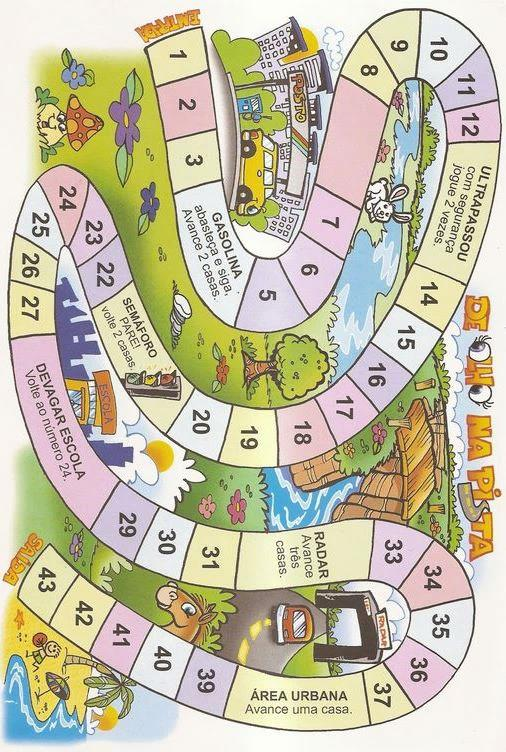 DE OLHO NA PISTA
ENTRADA
1
2
3
GASOLINA
abasteça e siga,
Avance 2 casas.
5
6
7
8
9
10
11
12
ULTRAPASSOU
com segurança
jogue 2 vezes.
14
15
16
17
18
19
20
SEMÁFORO
PARE!
volte 2 casas.
22
23
24
25
26
27
DEVAGAR ESCOLA
Volte ao número 24.
29
30
31
RADAR
Avance
três
casas.
33
34
35
36
37
ÁREA URBANA
Avance uma casa.
39
40
41
42
43
SAÍDA
POSTO
ESCOLA
RADAR